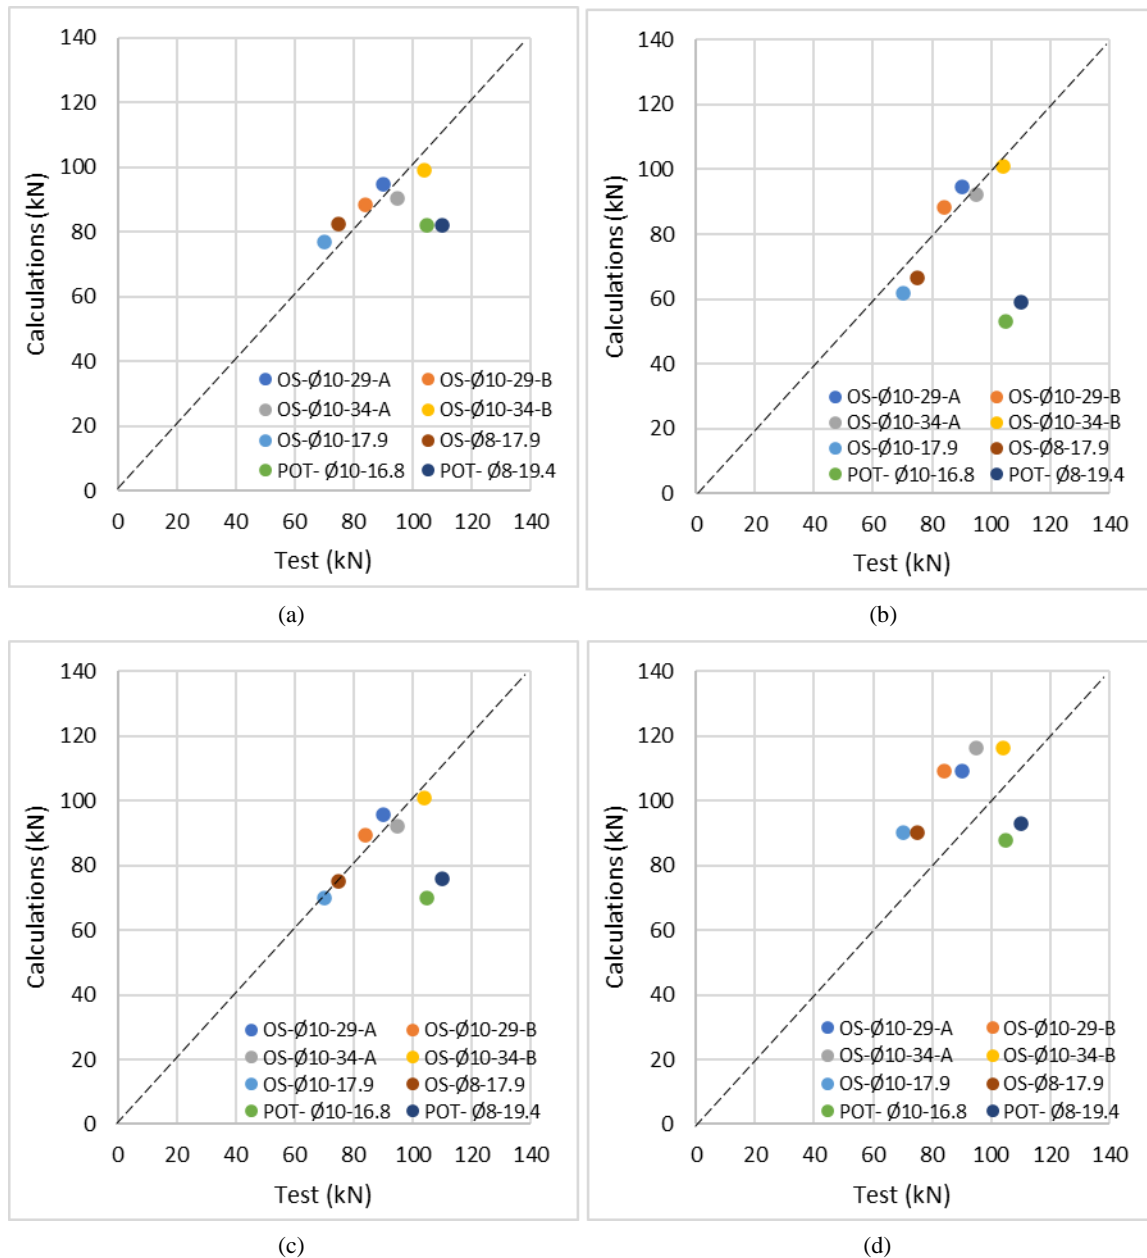 140
120
100
80
60
40
20
0
Calculations (kN)
OS-Ø10-29-A OS-Ø10-29-B
OS-Ø10-34-A OS-Ø10-34-B
OS-Ø10-17.9 OS-Ø8-17.9
POT- Ø10-16.8 POT- Ø8-19.4
0 20 40 60 80 100 120 140
Test (kN)
(a)
140
120
100
80
60
40
20
0
Calculations (kN)
OS-Ø10-29-A OS-Ø10-29-B
OS-Ø10-34-A OS-Ø10-34-B
OS-Ø10-17.9 OS-Ø8-17.9
POT- Ø10-16.8 POT- Ø8-19.4
0 20 40 60 80 100 120 140
Test (kN)
(b)
140
120
100
80
60
40
20
0
Calculations (kN)
OS-Ø10-29-A OS-Ø10-29-B
OS-Ø10-34-A OS-Ø10-34-B
OS-Ø10-17.9 OS-Ø8-17.9
POT- Ø10-16.8 POT- Ø8-19.4
0 20 40 60 80 100 120 140
Test (kN)
(c)
140
120
100
80
60
40
20
0
Calculations (kN)
OS-Ø10-29-A OS-Ø10-29-B
OS-Ø10-34-A OS-Ø10-34-B
OS-Ø10-17.9 OS-Ø8-17.9
POT- Ø10-16.8 POT- Ø8-19.4
0 20 40 60 80 100 120 140
Test (kN)
(d)